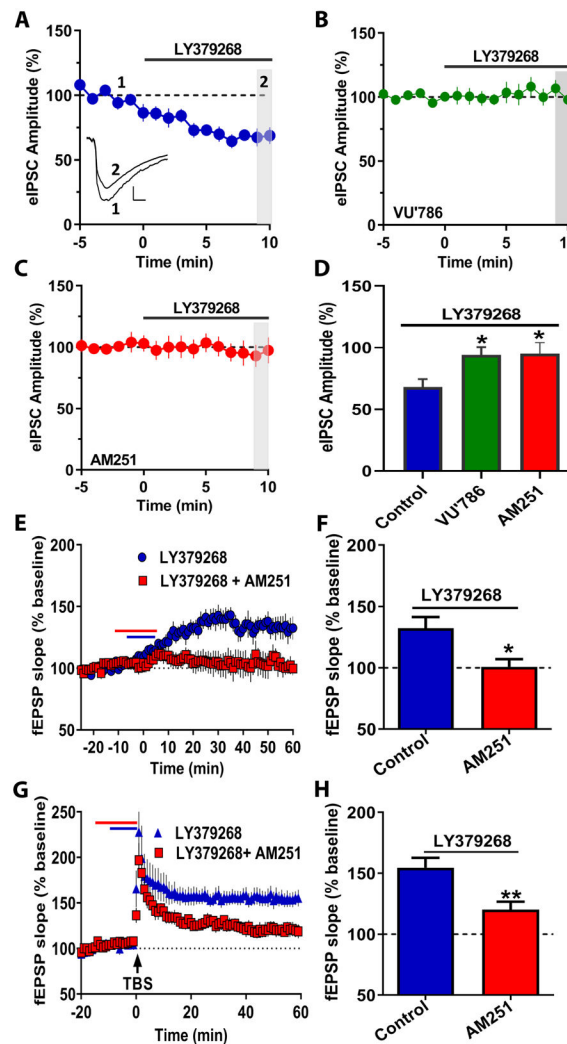 A
LY379268
eIPSC Amplitude (%)
150
100
50
0
1
2
2
1
-5
0
5
10
Time (min)
B
LY379268
eIPSC Amplitude (%)
150
100
50
0
VU'786
-5
0
5
10
Time (min)
C
LY379268
eIPSC Amplitude (%)
150
100
50
0
AM251
-5
0
5
10
Time (min)
D
LY379268
eIPSC Amplitude (%)
150
100
50
0
*
*
Control
VU'786
AM251
E
LY379268
LY379268 + AM251
fEPSP slope (% baseline)
200
150
100
50
-20
-10
0
10
20
30
40
50
60
Time (min)
F
LY379268
fEPSP slope (% baseline)
200
150
100
50
*
Control
AM251
G
LY379268
LY379268+ AM251
fEPSP slope (% baseline)
250
200
150
100
50
TBS
-20
0
20
40
60
Time (min)
H
LY379268
fEPSP slope (% baseline)
200
150
100
50
**
Control
AM251